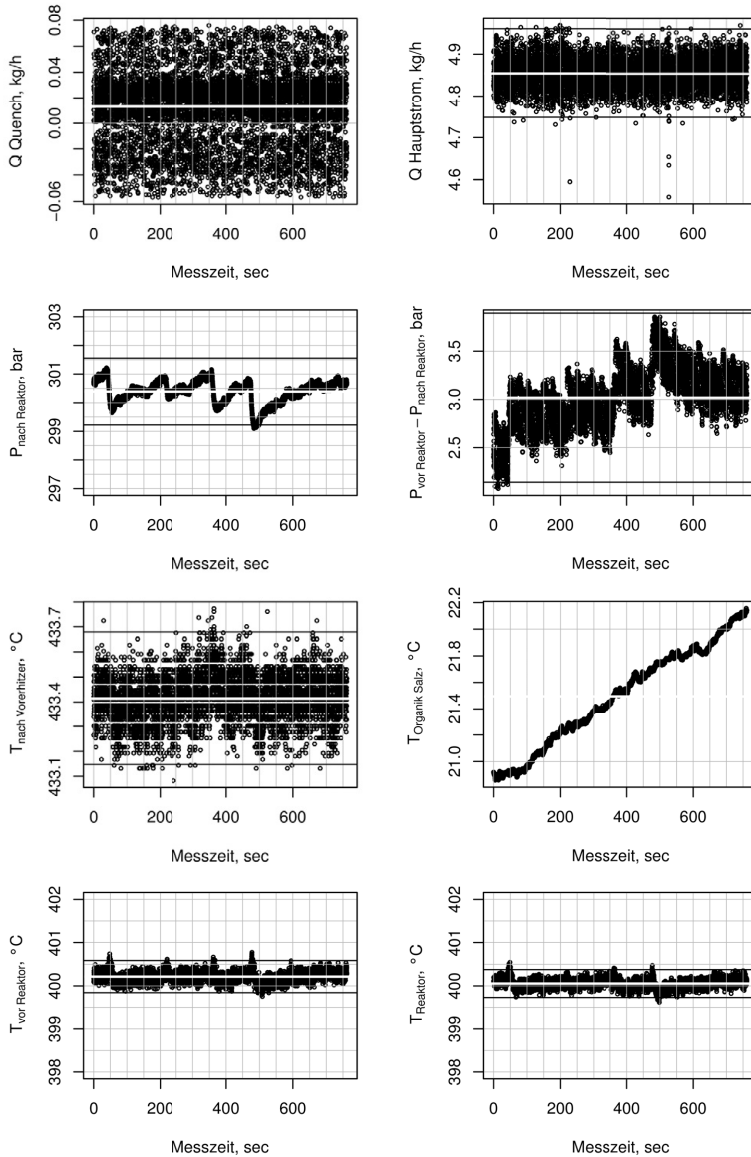 Q Quench, kg/h
0.08
0.04
0.00
−0.06
0 200 400 600
Messzeit, sec
Q Hauptstrom, kg/h
4.9
4.8
4.7
4.6
0 200 400 600
Messzeit, sec
P nach Reaktor, bar
303
301
299
297
0 200 400 600
Messzeit, sec
P vor Reaktor − P nach Reaktor, bar
3.5
3.0
2.5
0 200 400 600
Messzeit, sec
T nach Vorerhitzer, °C
433.7
433.4
433.1
0 200 400 600
Messzeit, sec
T Organik Salz, °C
22.2
21.8
21.4
21.0
0 200 400 600
Messzeit, sec
T vor Reaktor, °C
402
401
400
399
398
0 200 400 600
Messzeit, sec
T Reaktor, °C
402
401
400
399
398
0 200 400 600
Messzeit, sec